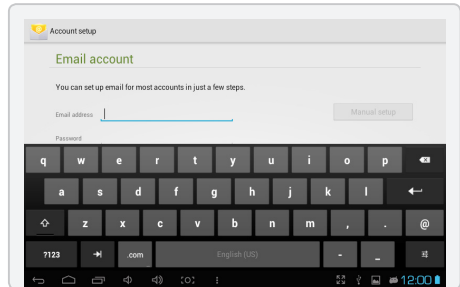 Account setup
Email account
You can set up email for most accounts in just a few steps.
Email address
Manual setup
Password
q w e r t y u i o p
a s d f g h j k l
z x c v b n m , . @
?123 .com English (US) - _
12:00